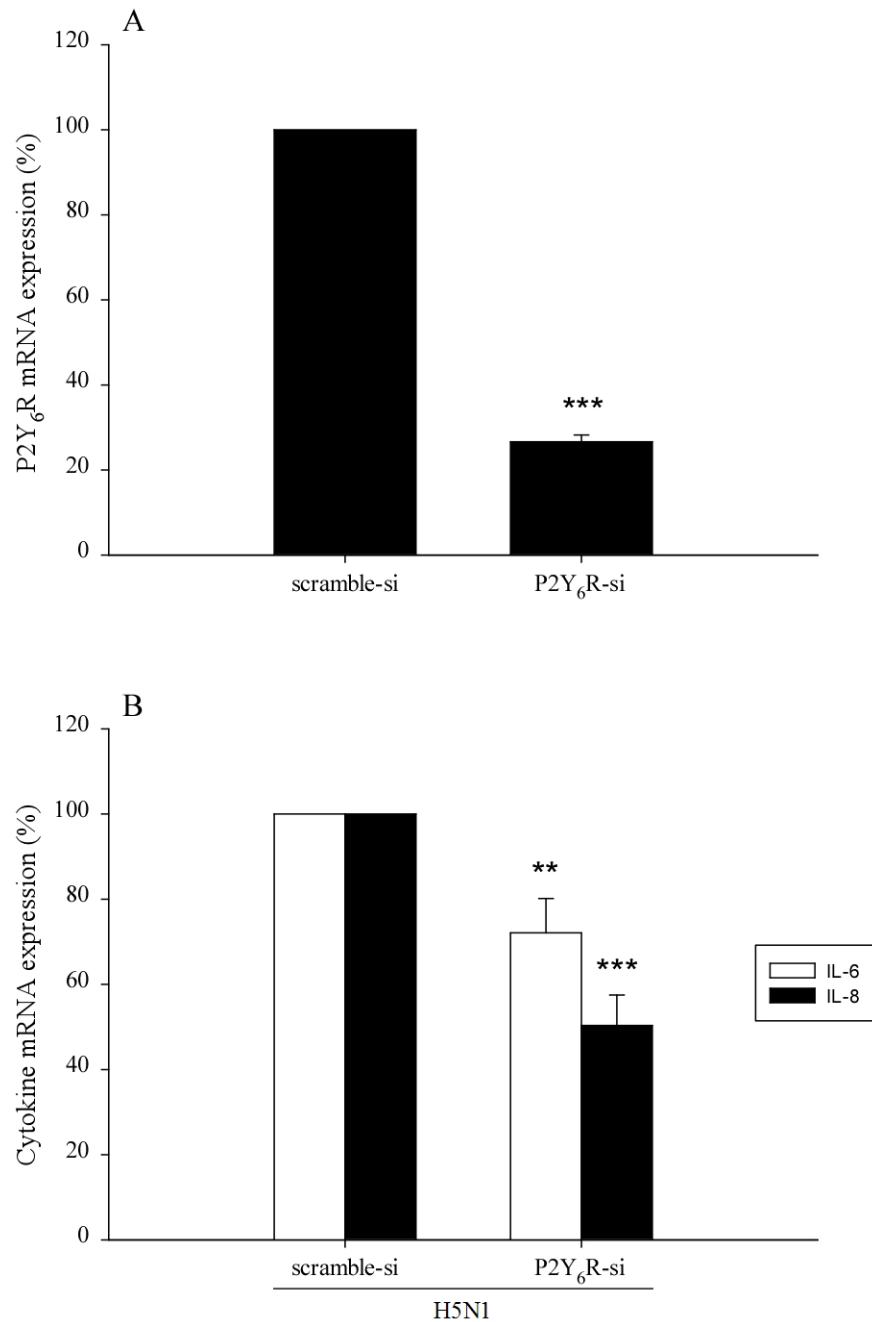 A
120
100
80
60
40
20
0
P2Y₆R mRNA expression (%)
***
scramble-si
P2Y₆R-si
B
120
100
80
60
40
20
0
Cytokine mRNA expression (%)
**
***
IL-6
IL-8
scramble-si
P2Y₆R-si
H5N1